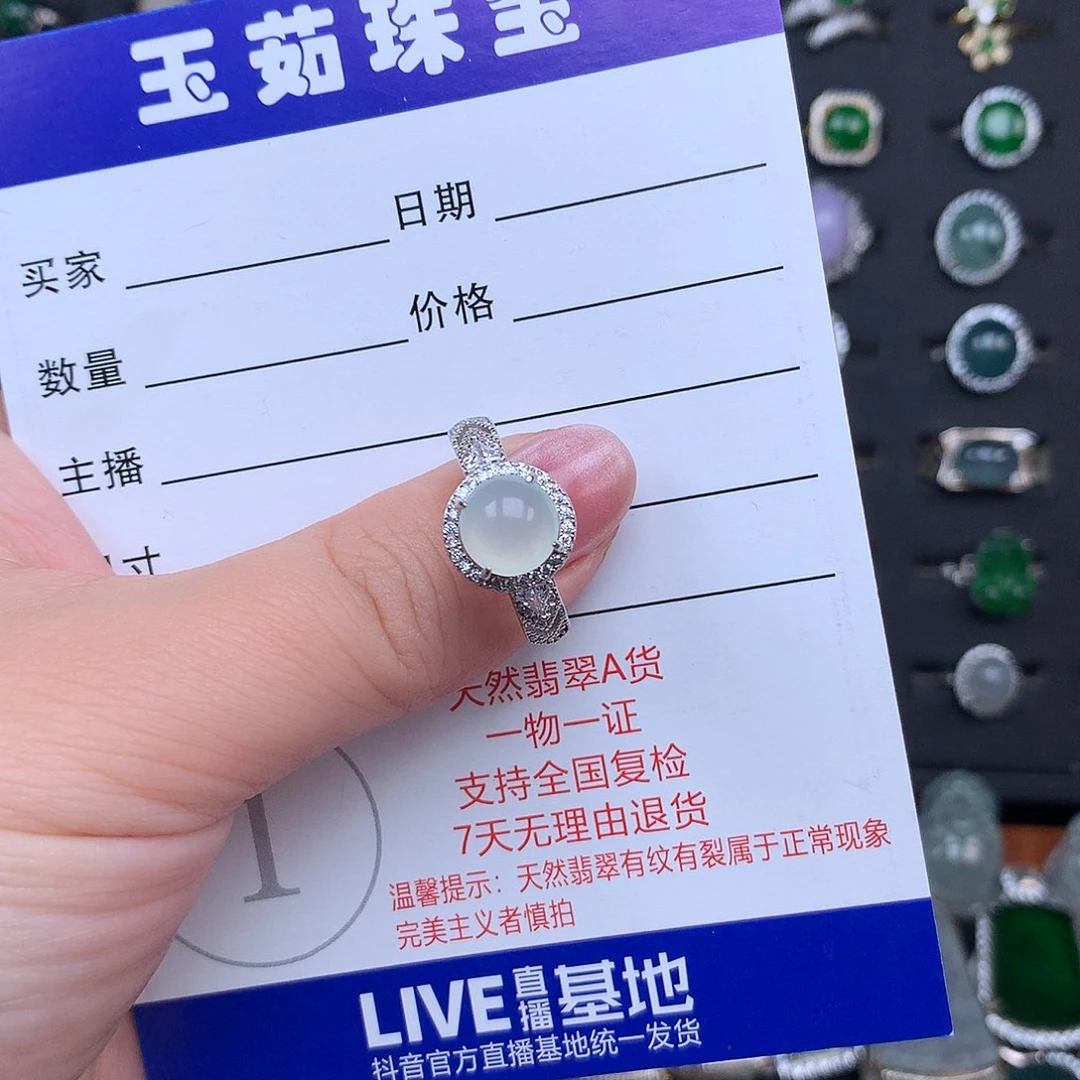 玉茹珠宝
日期
买家
价格
数量
主播
寸
天然翡翠A货
一物一证
支持全国复检
7天无理由退货
温馨提示：天然翡翠有纹有裂属于正常现象
完美主义者慎拍
LIVE直播基地
抖音官方直播基地统一发货